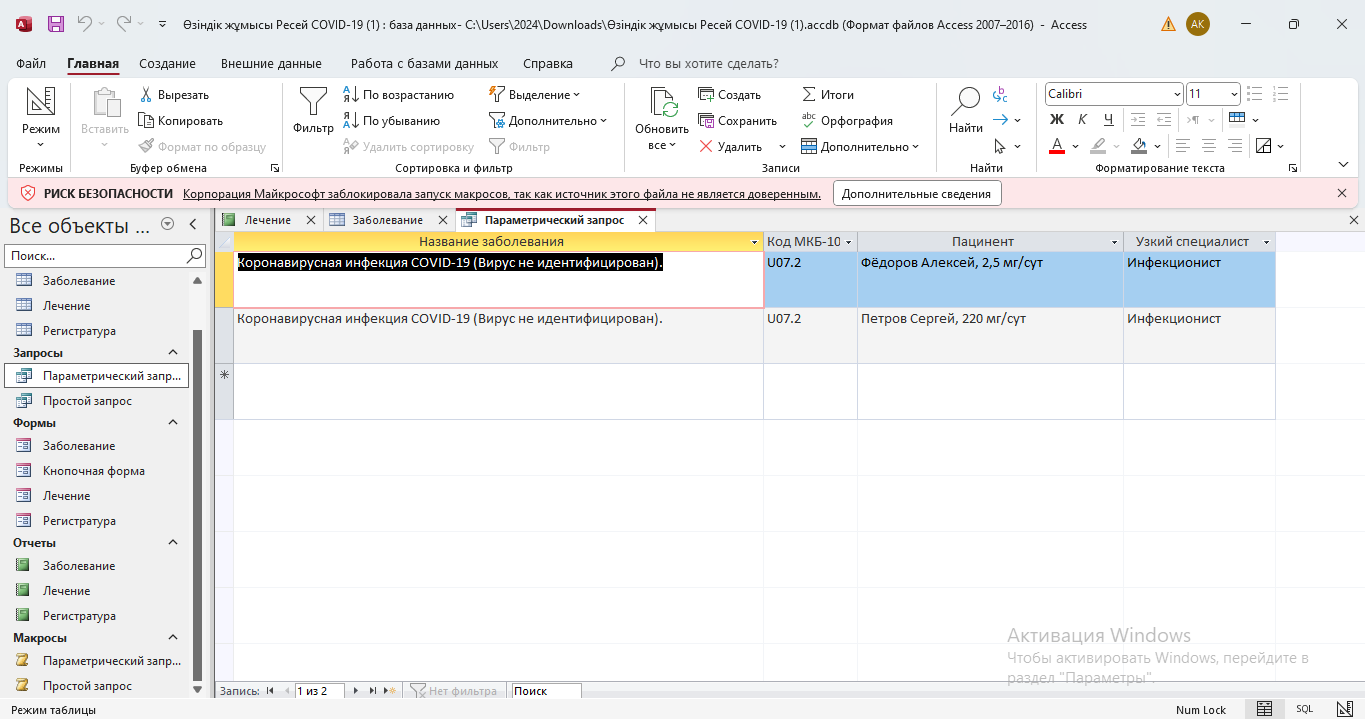 Өзіндік жұмысы Ресей COVID-19 (1) : база данных- C:\Users\2024\Downloads\Өзіндік жұмысы Ресей COVID-19 (1).accdb (Формат файлов Access 2007–2016) - Access
АК
Файл Главная Создание Внешние данные Работа с базами данных Справка Что вы хотите сделать?
Режим
Режимы
Вставить
Вырезать
Копировать
Формат по образцу
Буфер обмена
Фильтр
По возрастанию
По убыванию
Удалить сортировку
Выделение
Дополнительно
Фильтр
Сортировка и фильтр
Обновить все
Создать
Сохранить
Удалить
Итоги
Орфография
Дополнительно
Записи
Найти
Найти
Calibri 11
Ж К Ч
Форматирование текста
РИСК БЕЗОПАСНОСТИ Корпорация Майкрософт заблокировала запуск макросов, так как источник этого файла не является доверенным. Дополнительные сведения
Все объекты ...
Поиск...
Заболевание
Лечение
Регистратура
Запросы
Параметрический запр...
Простой запрос
Формы
Заболевание
Кнопочная форма
Лечение
Регистратура
Отчеты
Заболевание
Лечение
Регистратура
Макросы
Параметрический запр...
Простой запрос
Лечение Заболевание Параметрический запрос
Название заболевания Код МКБ-10 Пацинент Узкий специалист
Коронавирусная инфекция COVID-19 (Вирус не идентифицирован). U07.2 Фёдоров Алексей, 2,5 мг/сут Инфекционист
Коронавирусная инфекция COVID-19 (Вирус не идентифицирован). U07.2 Петров Сергей, 220 мг/сут Инфекционист
Активация Windows
Чтобы активировать Windows, перейдите в
раздел "Параметры".
Запись: 1 из 2 Нет фильтра Поиск
Режим таблицы Num Lock SQL